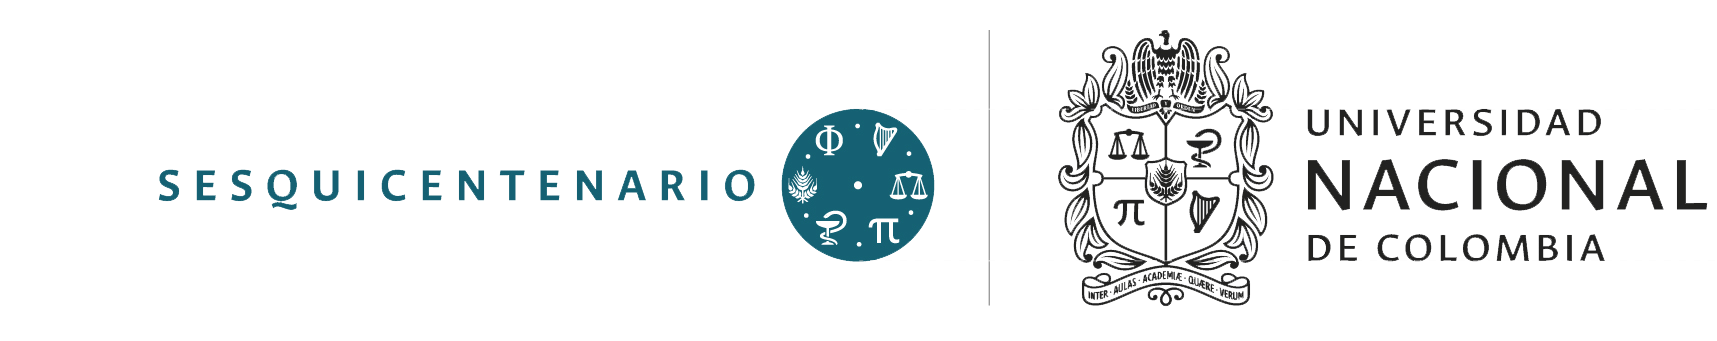 SESQUICENTENARIO
Φ
π
LIBERTAD ORDEN
π
INTER · AULAS · ACADEMIÆ · QUÆRE · VERUM
UNIVERSIDAD
NACIONAL
DE COLOMBIA